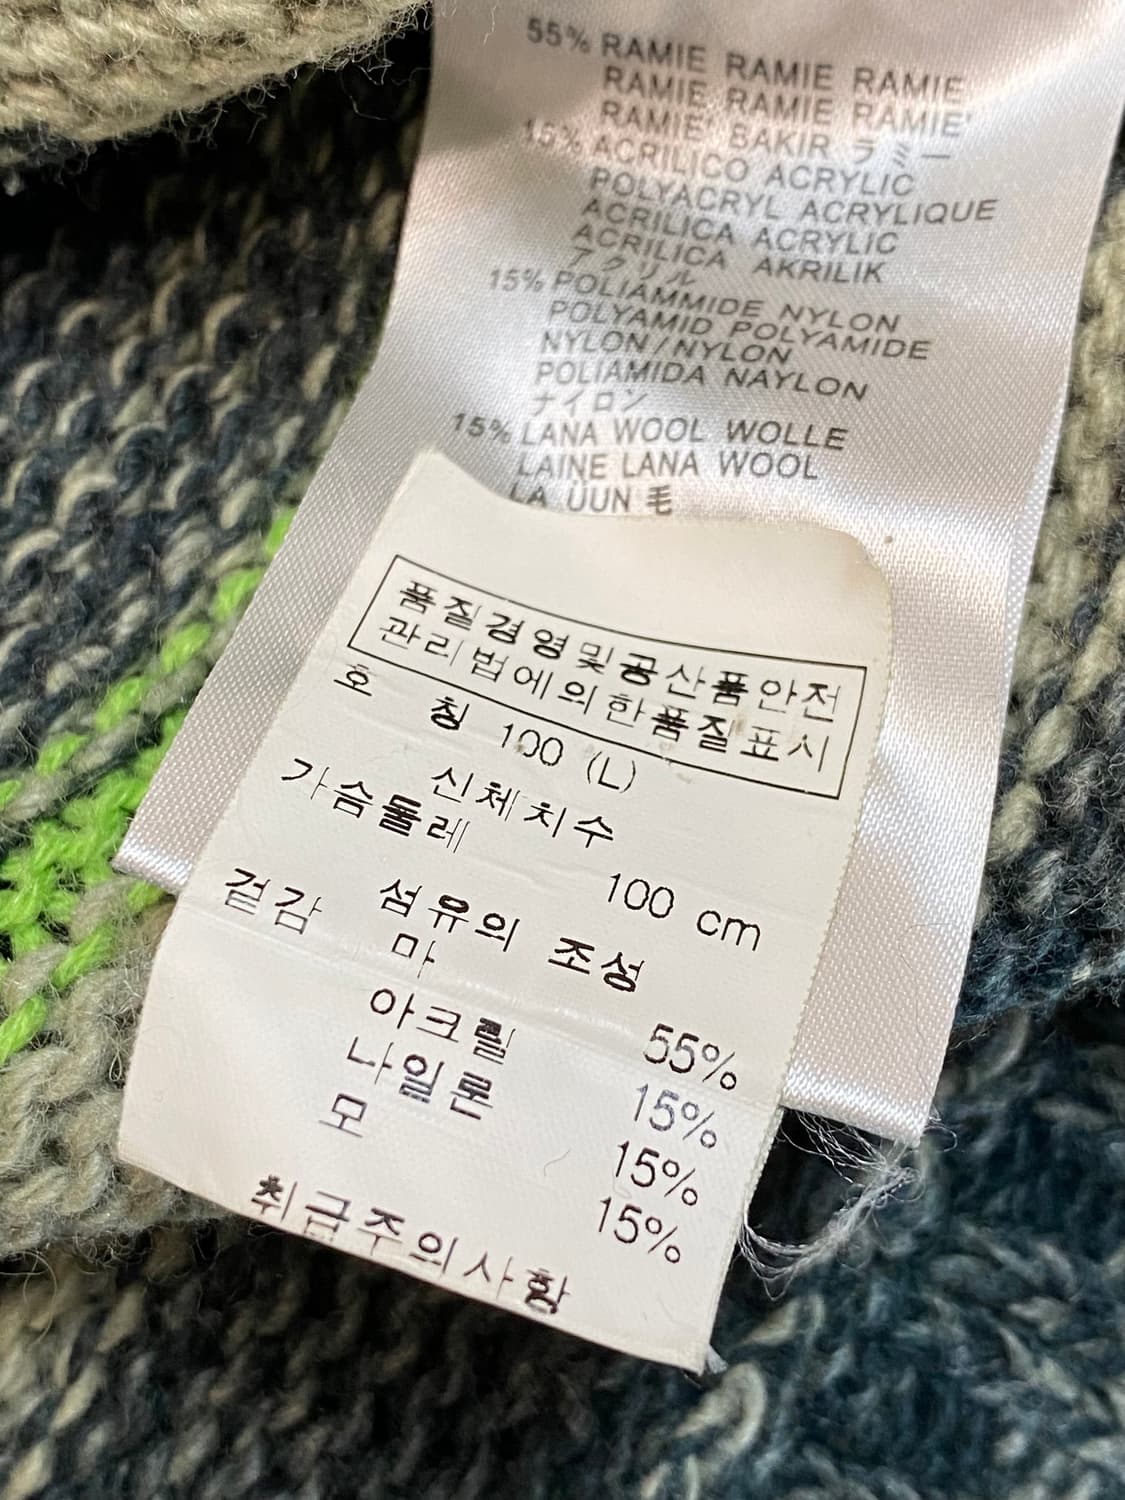 55% RAMIE RAMIE RAMIE
RAMIE RAMIE RAMIE
RAMIE RAMIE RAMIE'
RAMIE' BAKIR ラミー
15% ACRILICO ACRYLIC
POLYACRYL ACRYLIQUE
ACRILICA ACRYLIC
ACRILICA AKRILIK
アクリル
15% POLIAMMIDE NYLON
POLYAMID POLYAMIDE
NYLON/NYLON
POLIAMIDA NAYLON
ナイロン
15% LANA WOOL WOLLE
LAINE LANA WOOL
LA UUN 毛
품질경영및공산품안전
관리법에의한품질표시
호 칭 100 (L)
신체치수
가슴둘레 100 cm
섬유의 조성
겉감 마 55%
아크릴 15%
나일론 15%
모 15%
취급주의사항